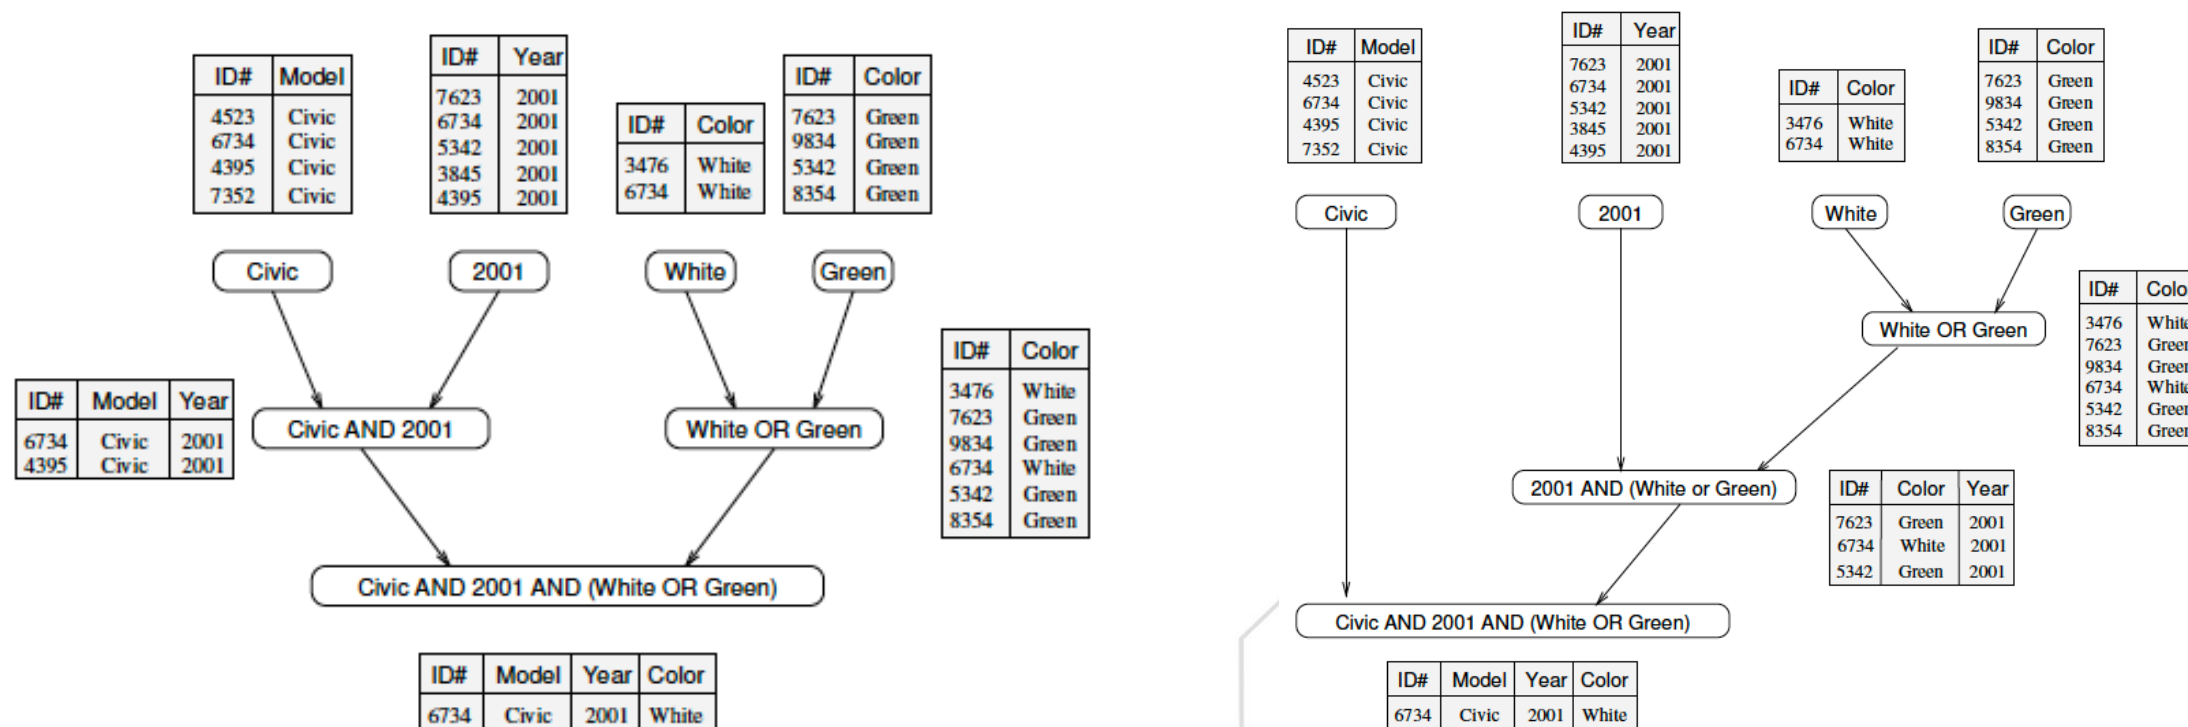 ID# Model
4523 Civic
6734 Civic
4395 Civic
7352 Civic
ID# Year
7623 2001
6734 2001
5342 2001
3845 2001
4395 2001
ID# Color
3476 White
6734 White
ID# Color
7623 Green
9834 Green
5342 Green
8354 Green
Civic
2001
White
Green
ID# Model Year
6734 Civic 2001
4395 Civic 2001
Civic AND 2001
White OR Green
ID# Color
3476 White
7623 Green
9834 Green
6734 White
5342 Green
8354 Green
Civic AND 2001 AND (White OR Green)
ID# Model Year Color
6734 Civic 2001 White
ID# Model
4523 Civic
6734 Civic
4395 Civic
7352 Civic
ID# Year
7623 2001
6734 2001
5342 2001
3845 2001
4395 2001
ID# Color
3476 White
6734 White
ID# Color
7623 Green
9834 Green
5342 Green
8354 Green
Civic
2001
White
Green
White OR Green
ID# Colo
3476 White
7623 Green
9834 Green
6734 White
5342 Green
8354 Green
2001 AND (White or Green)
ID# Color Year
7623 Green 2001
6734 White 2001
5342 Green 2001
Civic AND 2001 AND (White OR Green)
ID# Model Year Color
6734 Civic 2001 White